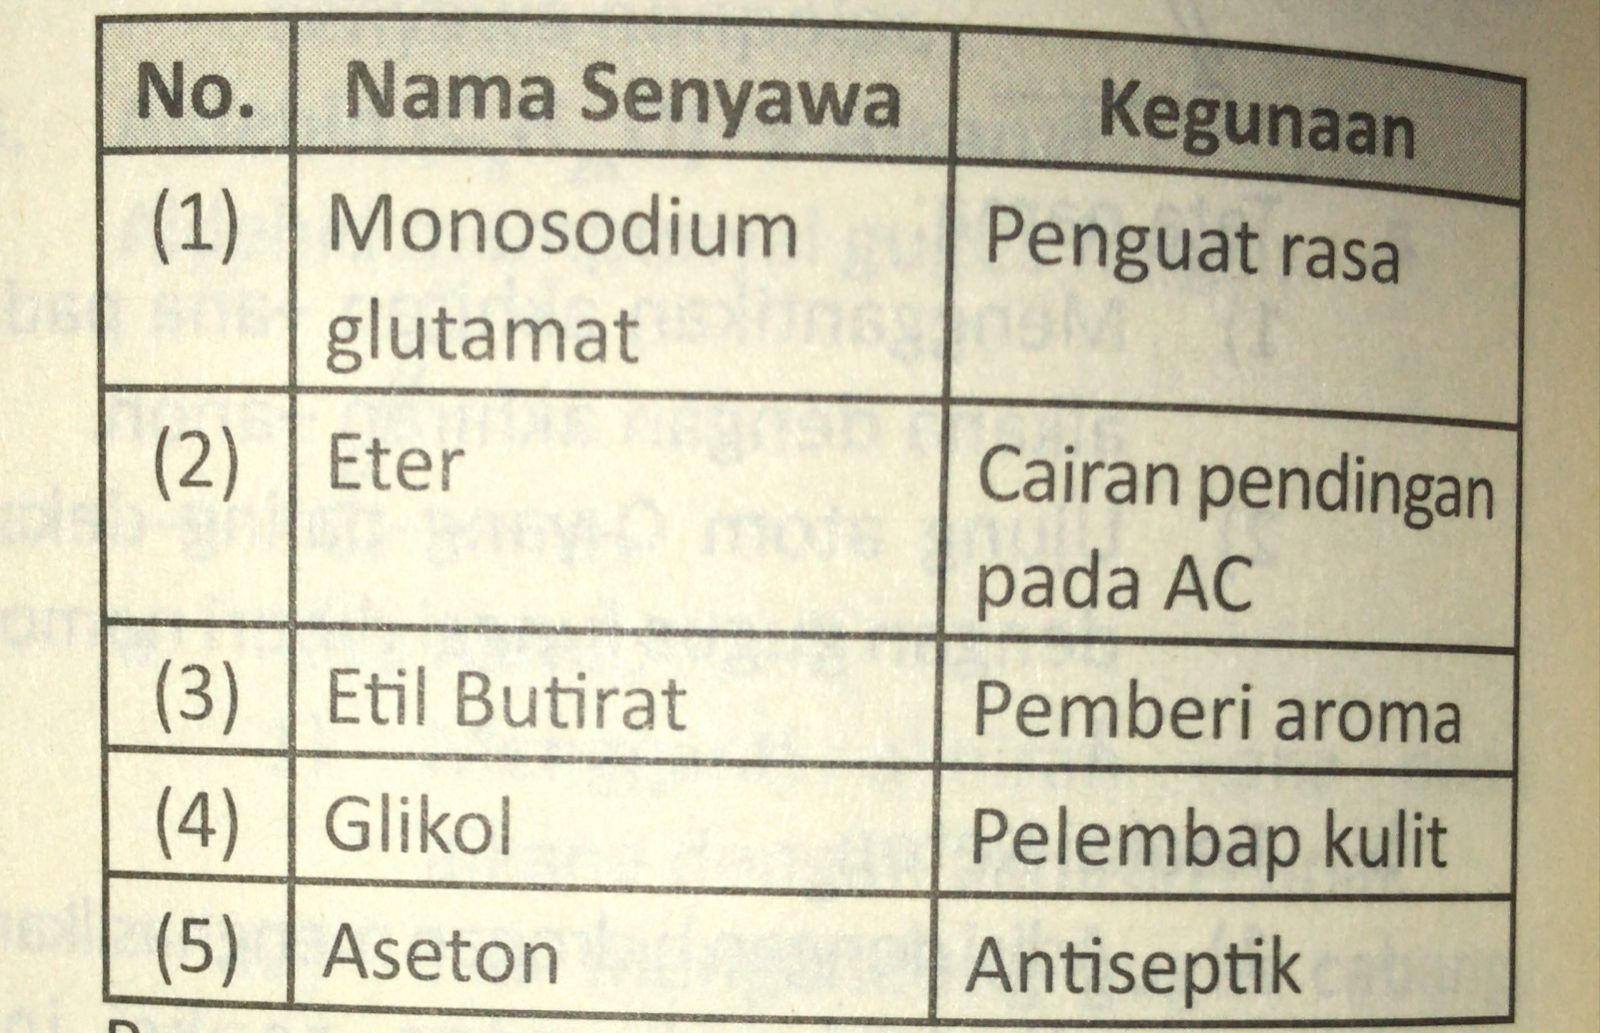 No. Nama Senyawa Kegunaan
(1) Monosodium Penguat rasa
glutamat
(2) Eter Cairan pendingan
pada AC
(3) Etil Butirat Pemberi aroma
(4) Glikol Pelembap kulit
(5) Aseton Antiseptik